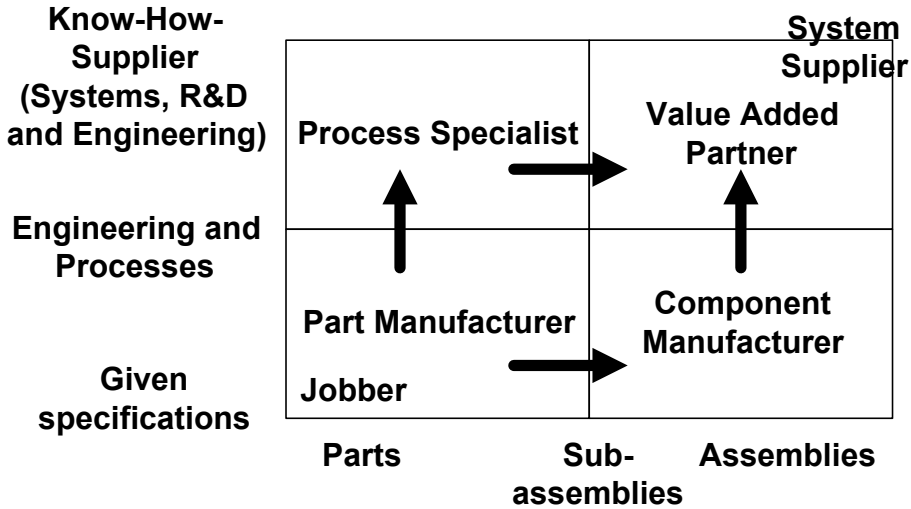 Know-How-
Supplier
(Systems, R&D
and Engineering)
System
Supplier
Process Specialist
Value Added
Partner
Engineering and
Processes
Part Manufacturer
Component
Manufacturer
Given
specifications
Jobber
Parts
Sub-
assemblies
Assemblies